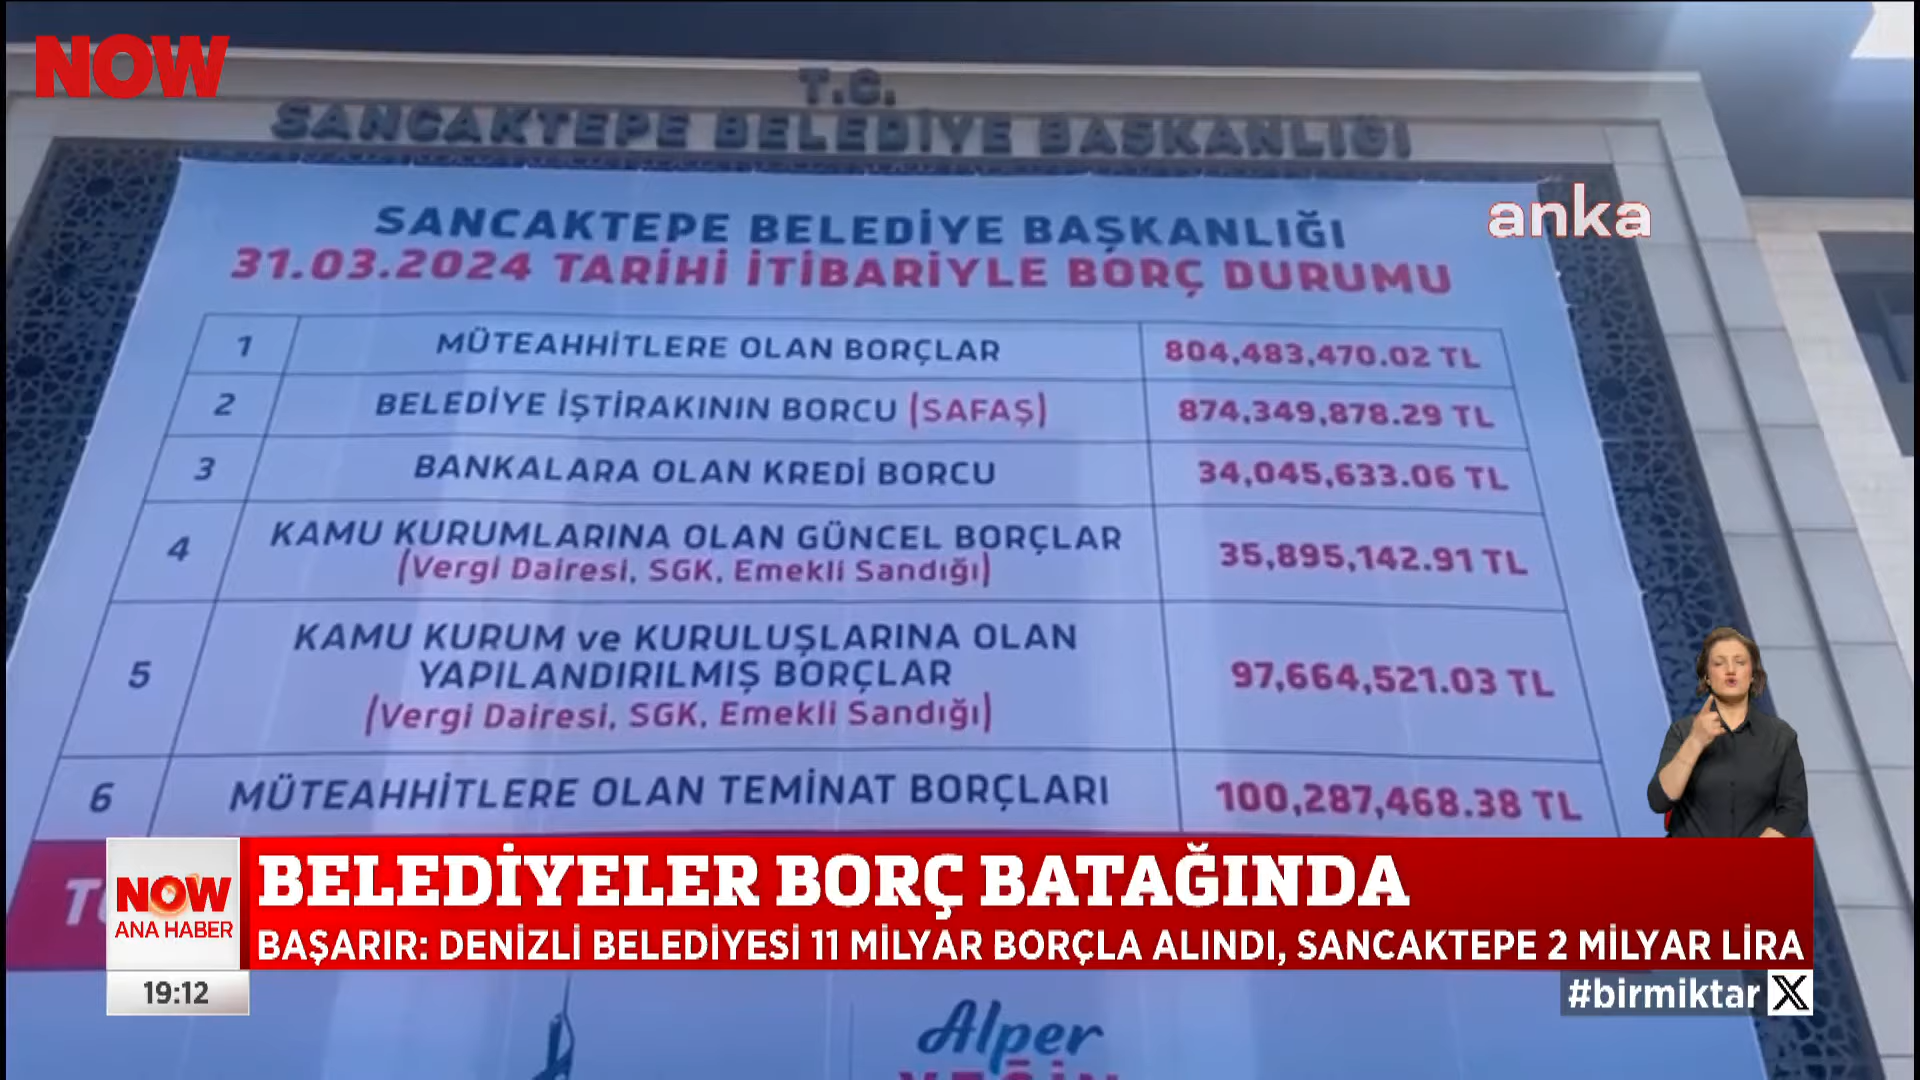 NOW
T.C.
SANCAKTEPE BELEDİYE BAŞKANLIĞI
anka
SANCAKTEPE BELEDİYE BAŞKANLIĞI
31.03.2024 TARİHİ İTİBARİYLE BORÇ DURUMU
1 MÜTEAHHİTLERE OLAN BORÇLAR 804,483,470.02 TL
2 BELEDİYE İŞTİRAKININ BORCU (SAFAŞ) 874,349,878.29 TL
3 BANKALARA OLAN KREDİ BORCU 34,045,633.06 TL
4 KAMU KURUMLARINA OLAN GÜNCEL BORÇLAR 35,895,142.91 TL
(Vergi Dairesi, SGK, Emekli Sandığı)
5 KAMU KURUM ve KURULUŞLARINA OLAN
YAPILANDIRILMIŞ BORÇLAR 97,664,521.03 TL
(Vergi Dairesi, SGK, Emekli Sandığı)
6 MÜTEAHHİTLERE OLAN TEMİNAT BORÇLARI 100,287,468.38 TL
NOW
ANA HABER
BELEDİYELER BORÇ BATAĞINDA
BAŞARIR: DENİZLİ BELEDİYESİ 11 MİLYAR BORÇLA ALINDI, SANCAKTEPE 2 MİLYAR LİRA
19:12
#birmiktar X
Alper